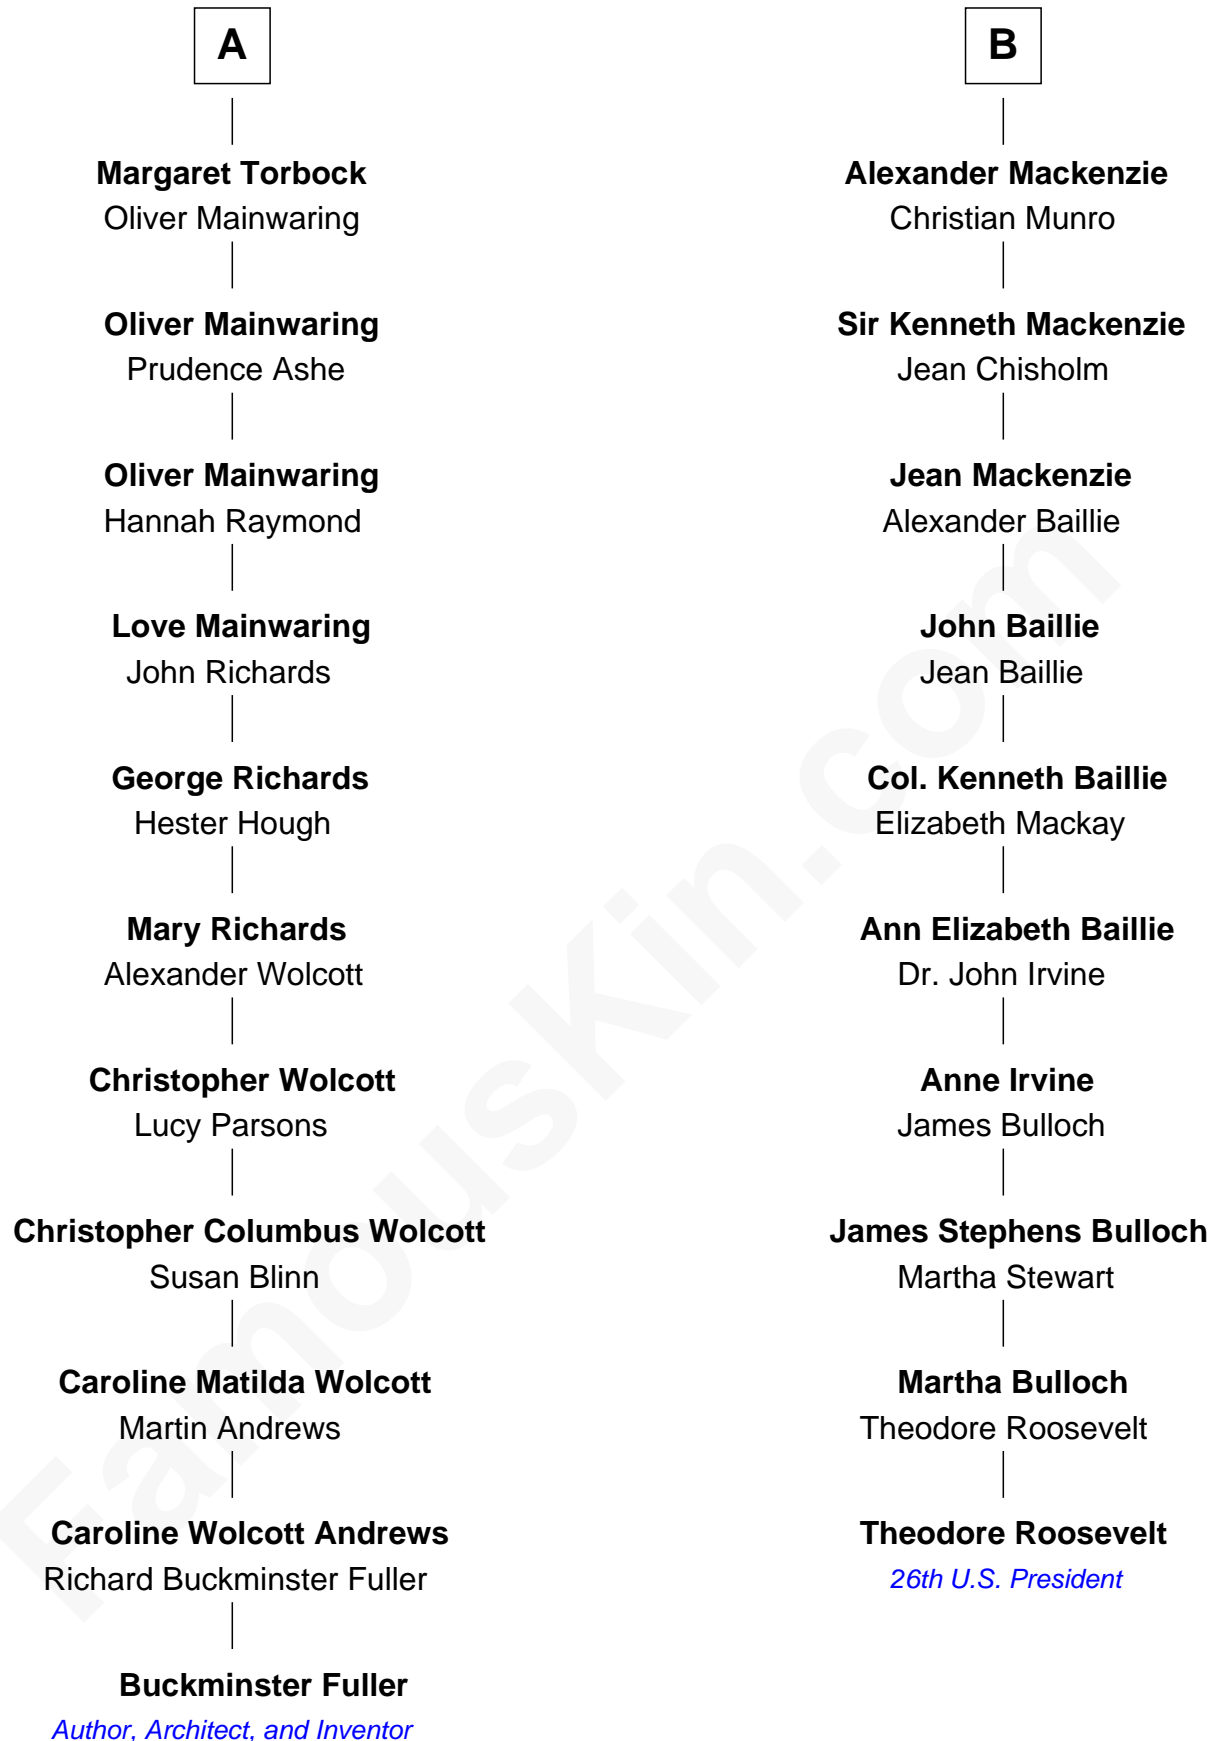 A
Margaret Torbock
Oliver Mainwaring
Oliver Mainwaring
Prudence Ashe
Oliver Mainwaring
Hannah Raymond
Love Mainwaring
John Richards
George Richards
Hester Hough
Mary Richards
Alexander Wolcott
Christopher Wolcott
Lucy Parsons
Christopher Columbus Wolcott
Susan Blinn
Caroline Matilda Wolcott
Martin Andrews
Caroline Wolcott Andrews
Richard Buckminster Fuller
Buckminster Fuller
Author, Architect, and Inventor
B
Alexander Mackenzie
Christian Munro
Sir Kenneth Mackenzie
Jean Chisholm
Jean Mackenzie
Alexander Baillie
John Baillie
Jean Baillie
Col. Kenneth Baillie
Elizabeth Mackay
Ann Elizabeth Baillie
Dr. John Irvine
Anne Irvine
James Bulloch
James Stephens Bulloch
Martha Stewart
Martha Bulloch
Theodore Roosevelt
Theodore Roosevelt
26th U.S. President
FamousKin.com